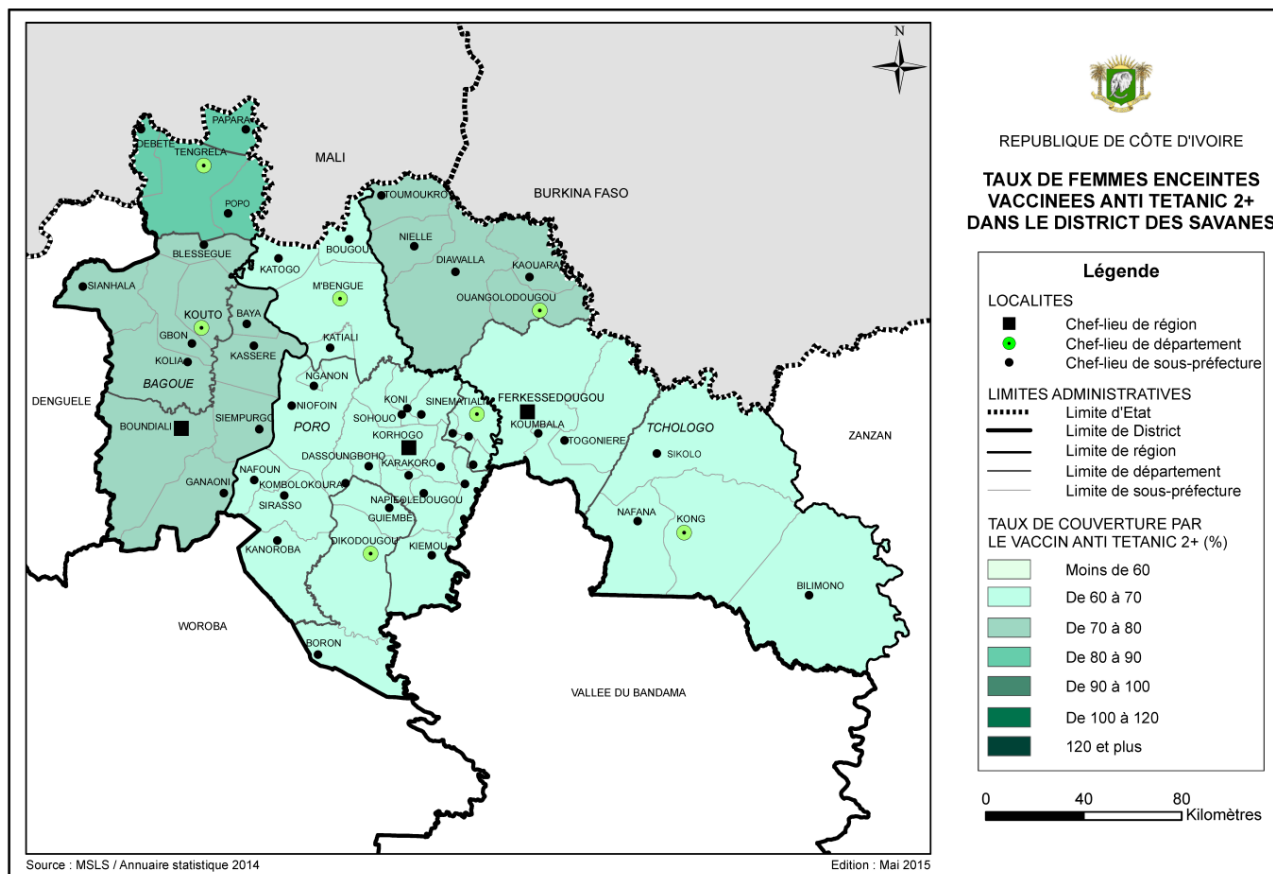 N
PAPARA
DEBETE
TENGRELA
MALI
POPO
TOUMOUKRO
BURKINA FASO
BLESSEGUE
BOUGOU
NIELLE
KATOGO
DIAWALLA
KAOUARA
SIANHALA
M'BENGUE
OUANGOLODOUGOU
KOUTO
BAYA
GBON
KATIALI
KASSERE
KOLIA
BAGOUE
NGANON
DENGUELE
KONI
SINEMATIALI
FERKESSEDOUGOU
NIOFOIN
SIEMPURGO
SOHOUO
BOUNDIALI
PORO
KOUMBALA
TCHOLOGO
ZANZAN
KORHOGO
TOGONIERE
DASSOUNGBOHO
KARAKORO
SIKOLO
NAFOUN
GANAONI
KOMBOLOKOURA
SIRASSO
NAPIEOLEDOUGOU
GUIEMBE
NAFANA
KONG
KANOROBA
DIKODOUGOU
KIEMOU
BILIMONO
WOROBA
BORON
VALLEE DU BANDAMA
Source : MSLS / Annuaire statistique 2014
Edition : Mai 2015
REPUBLIQUE DE CÔTE D'IVOIRE
TAUX DE FEMMES ENCEINTES
VACCINEES ANTI TETANIC 2+
DANS LE DISTRICT DES SAVANES
Légende
LOCALITES
Chef-lieu de région
Chef-lieu de département
Chef-lieu de sous-préfecture
LIMITES ADMINISTRATIVES
Limite d'Etat
Limite de District
Limite de région
Limite de département
Limite de sous-préfecture
TAUX DE COUVERTURE PAR
LE VACCIN ANTI TETANIC 2+ (%)
Moins de 60
De 60 à 70
De 70 à 80
De 80 à 90
De 90 à 100
De 100 à 120
120 et plus
0 40 80
Kilomètres